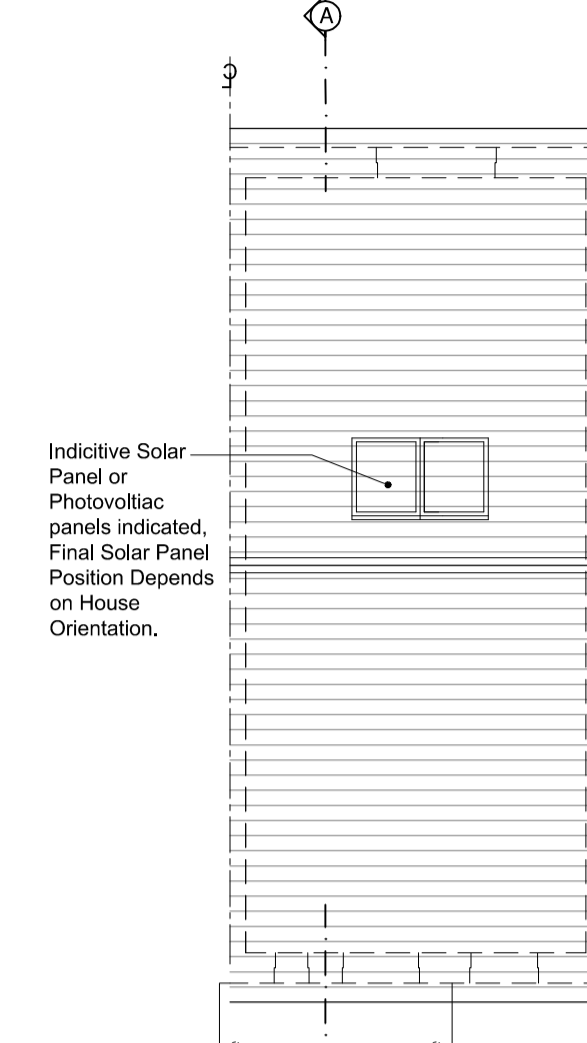 A
Indicitive Solar
Panel or
Photovoltiac
panels indicated,
Final Solar Panel
Position Depends
on House
Orientation.